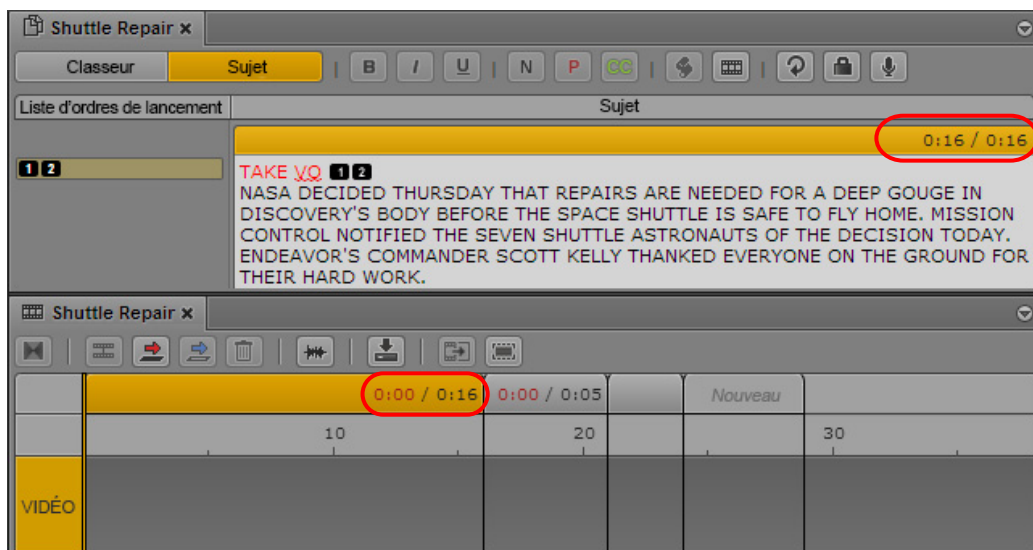 Shuttle Repair x
Classeur Sujet | B I U | N P CC | |
Liste d'ordres de lancement Sujet
0:16 / 0:16
1 2
TAKE VO 1 2
NASA DECIDED THURSDAY THAT REPAIRS ARE NEEDED FOR A DEEP GOUGE IN
DISCOVERY'S BODY BEFORE THE SPACE SHUTTLE IS SAFE TO FLY HOME. MISSION
CONTROL NOTIFIED THE SEVEN SHUTTLE ASTRONAUTS OF THE DECISION TODAY.
ENDEAVOR'S COMMANDER SCOTT KELLY THANKED EVERYONE ON THE GROUND FOR
THEIR HARD WORK.
Shuttle Repair x
0:00 / 0:16 0:00 / 0:05 Nouveau
10 20 30
VIDÉO